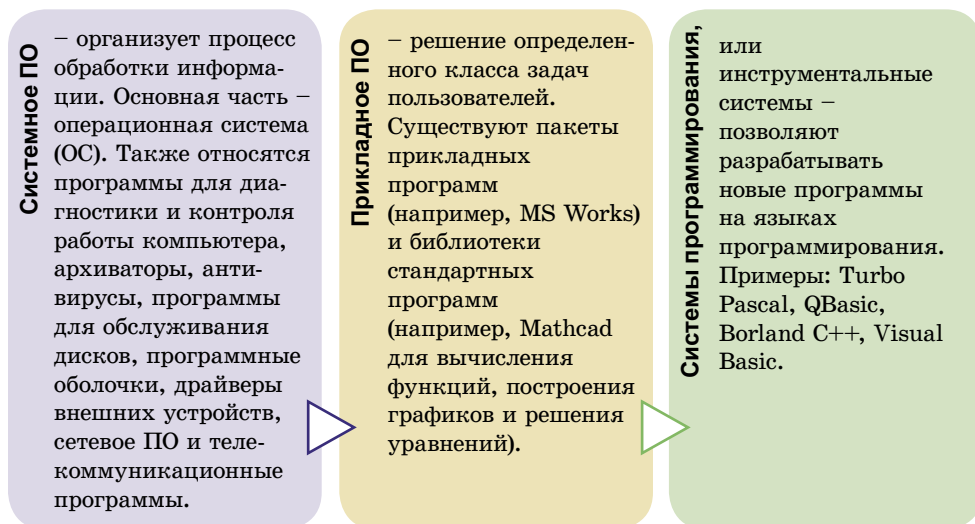 Системное ПО
– организует процесс
обработки информа-
ции. Основная часть –
операционная система
(ОС). Также относятся
программы для диа-
гностики и контроля
работы компьютера,
архиваторы, анти-
вирусы, программы
для обслуживания
дисков, программные
оболочки, драйверы
внешних устройств,
сетевое ПО и теле-
коммуникационные
программы.
Прикладное ПО
– решение определен-
ного класса задач
пользователей.
Существуют пакеты
прикладных
программ
(например, MS Works)
и библиотеки
стандартных
программ
(например, Mathcad
для вычисления
функций, построения
графиков и решения
уравнений).
Системы программирования,
или
инструментальные
системы –
позволяют
разрабатывать
новые программы
на языках
программирования.
Примеры: Turbo
Pascal, QBasic,
Borland C++, Visual
Basic.